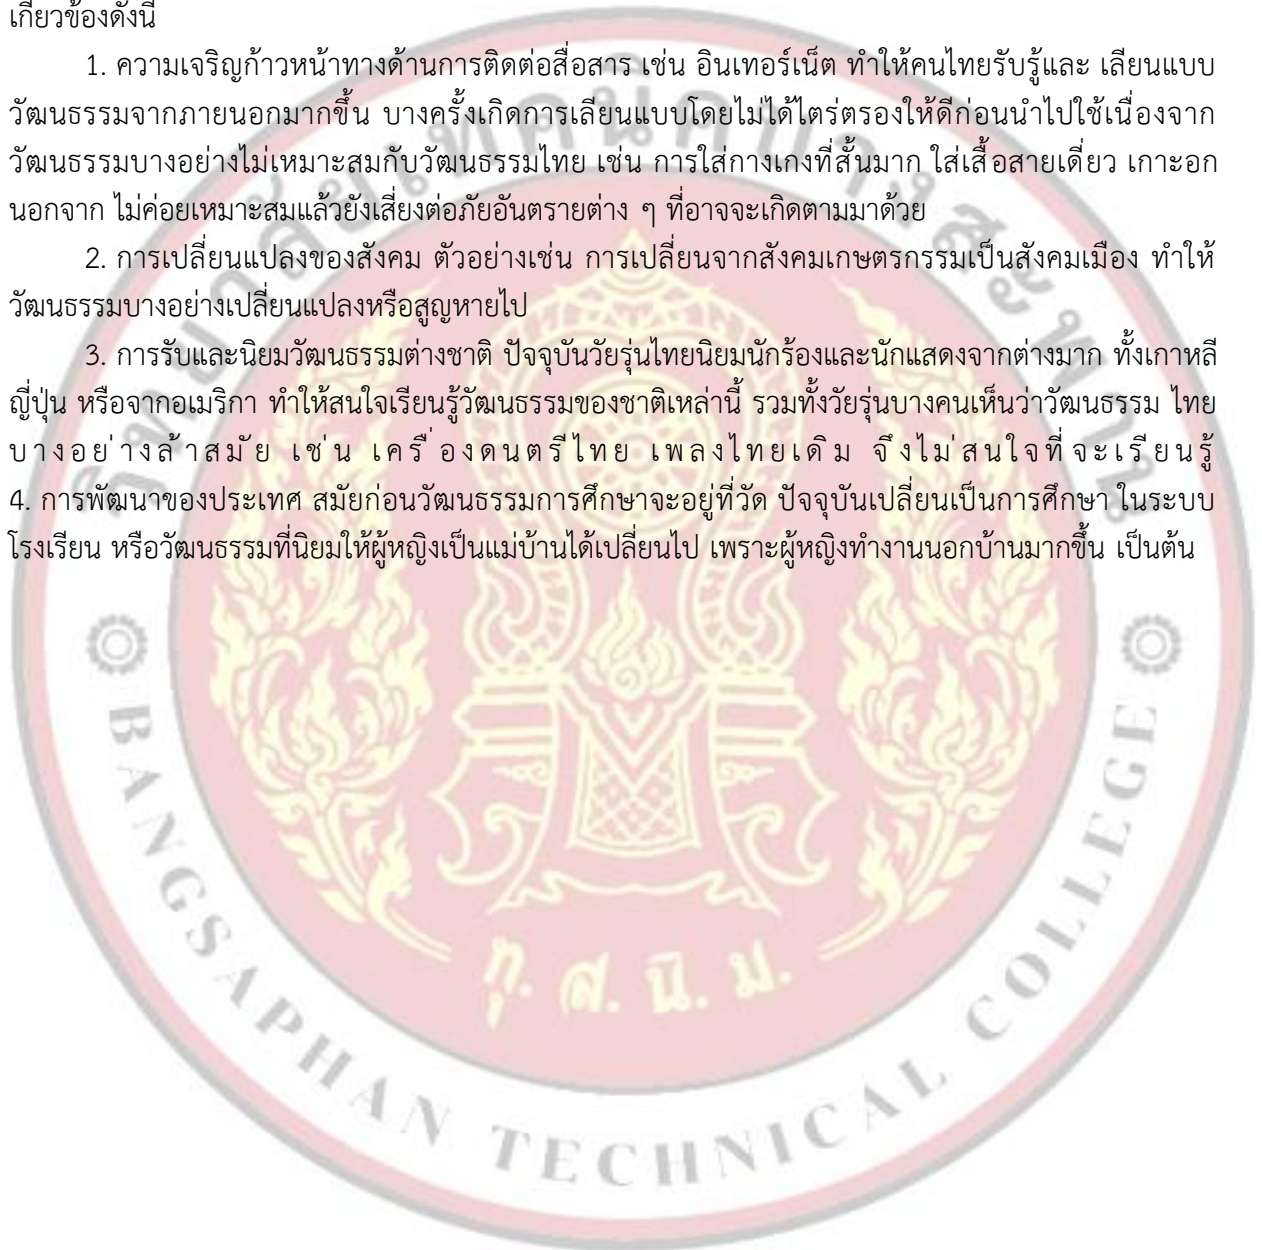 เกี่ยวข้องดังนี้
1. ความเจริญก้าวหน้าทางด้านการติดต่อสื่อสาร เช่น อินเทอร์เน็ต ทำให้คนไทยรับรู้และ เลียนแบบ
วัฒนธรรมจากภายนอกมากขึ้น บางครั้งเกิดการเลียนแบบโดยไม่ได้ไตร่ตรองให้ดีก่อนนำไปใช้เนื่องจาก
วัฒนธรรมบางอย่างไม่เหมาะสมกับวัฒนธรรมไทย เช่น การใส่กางเกงที่สั้นมาก ใส่เสื้อสายเดี่ยว เกาะอก
นอกจาก ไม่ค่อยเหมาะสมแล้วยังเสี่ยงต่อภัยอันตรายต่าง ๆ ที่อาจจะเกิดตามมาด้วย
2. การเปลี่ยนแปลงของสังคม ตัวอย่างเช่น การเปลี่ยนจากสังคมเกษตรกรรมเป็นสังคมเมือง ทำให้
วัฒนธรรมบางอย่างเปลี่ยนแปลงหรือสูญหายไป
3. การรับและนิยมวัฒนธรรมต่างชาติ ปัจจุบันวัยรุ่นไทยนิยมนักร้องและนักแสดงจากต่างมาก ทั้งเกาหลี
ญี่ปุ่น หรือจากอเมริกา ทำให้สนใจเรียนรู้วัฒนธรรมของชาติเหล่านี้ รวมทั้งวัยรุ่นบางคนเห็นว่าวัฒนธรรม ไทย
บางอย่างล้าสมัย เช่น เครื่องดนตรีไทย เพลงไทยเดิม จึงไม่สนใจที่จะเรียนรู้
4. การพัฒนาของประเทศ สมัยก่อนวัฒนธรรมการศึกษาจะอยู่ที่วัด ปัจจุบันเปลี่ยนเป็นการศึกษา ในระบบ
โรงเรียน หรือวัฒนธรรมที่นิยมให้ผู้หญิงเป็นแม่บ้านได้เปลี่ยนไป เพราะผู้หญิงทำงานนอกบ้านมากขึ้น เป็นต้น
วิทยาลัยเทคนิคบางสะพาน
ทุ. ส. นิ. ม.
BANGSAPHAN TECHNICAL COLLEGE